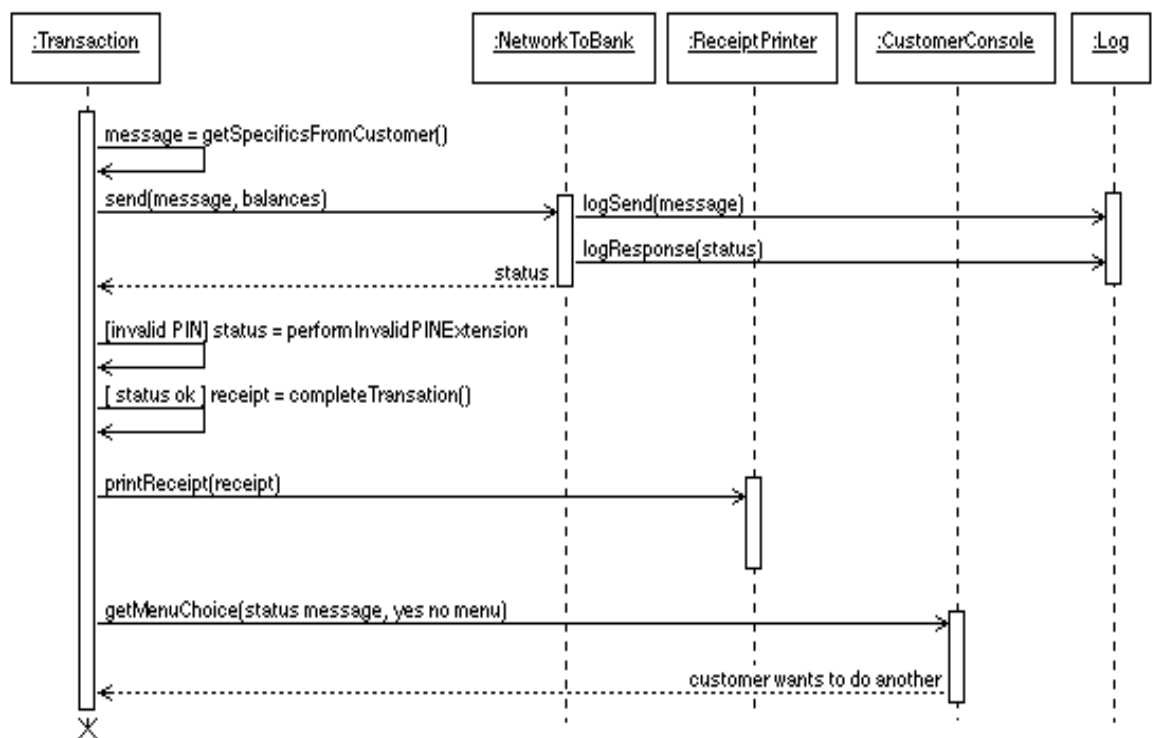 :Transaction
:NetworkToBank
:ReceiptPrinter
:CustomerConsole
:Log
message = getSpecificsFromCustomer()
send(message, balances)
logSend(message)
logResponse(status)
status
[invalid PIN] status = performInvalidPINExtension
[ status ok ] receipt = completeTransation()
printReceipt(receipt)
getMenuChoice(status message, yes no menu)
customer wants to do another